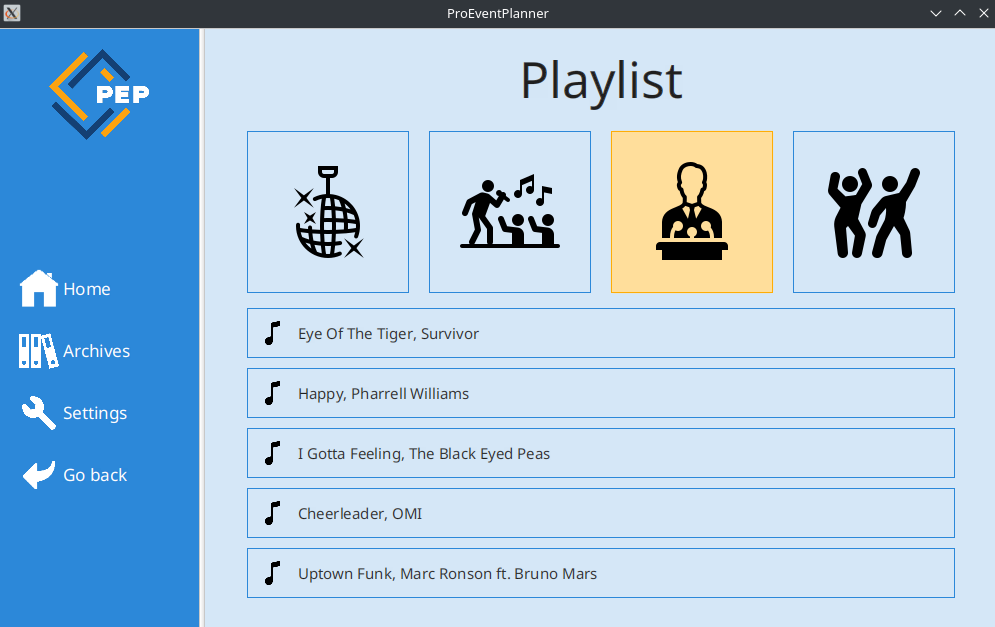 ProEventPlanner
PEP
Playlist
Home
Archives
Settings
Go back
Eye Of The Tiger, Survivor
Happy, Pharrell Williams
I Gotta Feeling, The Black Eyed Peas
Cheerleader, OMI
Uptown Funk, Marc Ronson ft. Bruno Mars